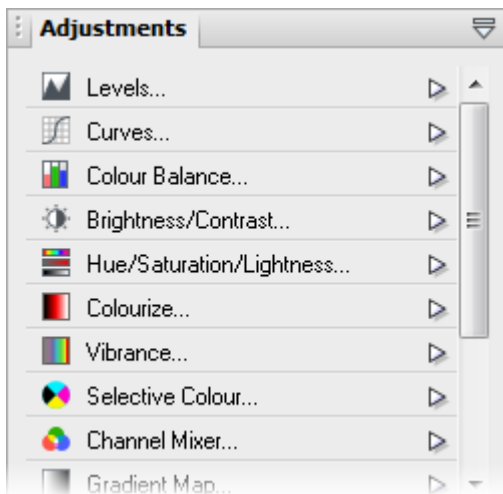 Adjustments
Levels...
Curves...
Colour Balance...
Brightness/Contrast...
Hue/Saturation/Lightness...
Colourize...
Vibrance...
Selective Colour...
Channel Mixer...
Gradient Map...